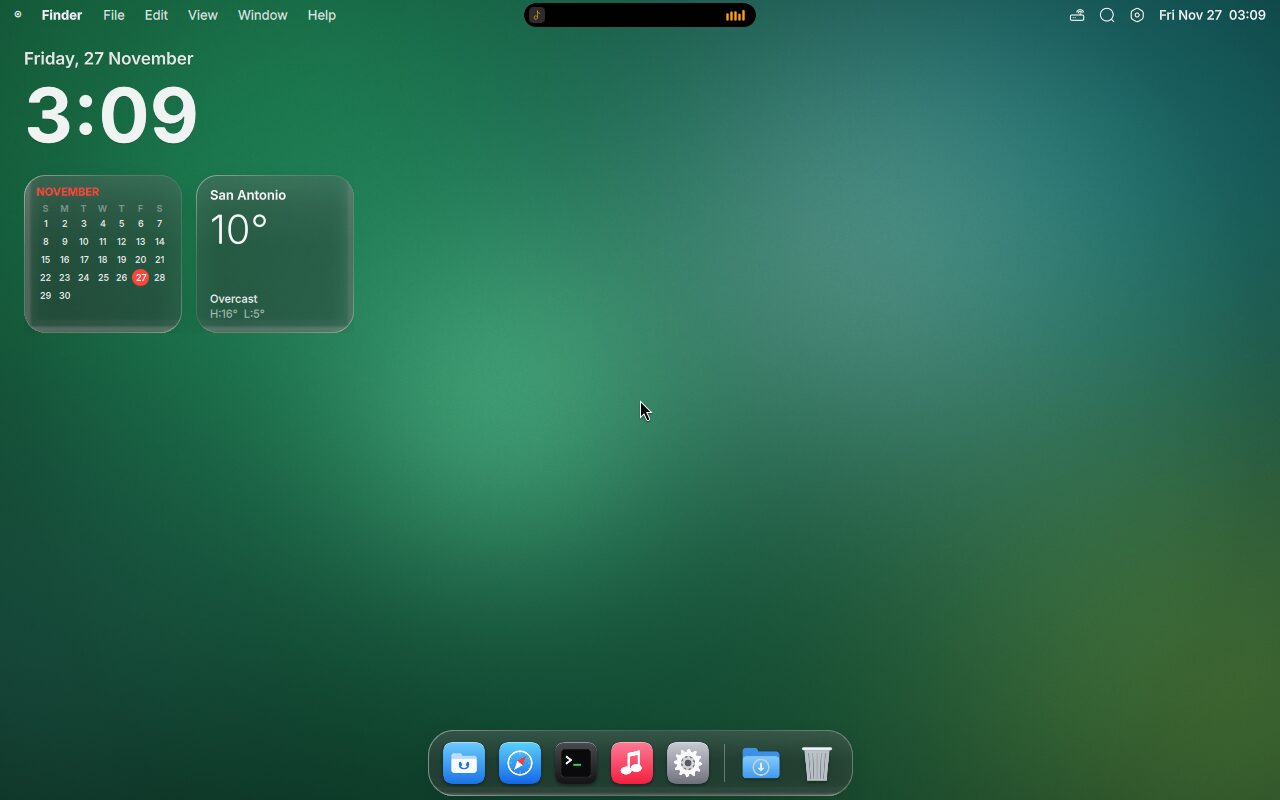 Finder File Edit View Window Help Fri Nov 27 03:09
Friday, 27 November
3:09
NOVEMBER
S M T W T F S
1 2 3 4 5 6 7
8 9 10 11 12 13 14
15 16 17 18 19 20 21
22 23 24 25 26 27 28
29 30
San Antonio
10°
Overcast
H:16° L:5°